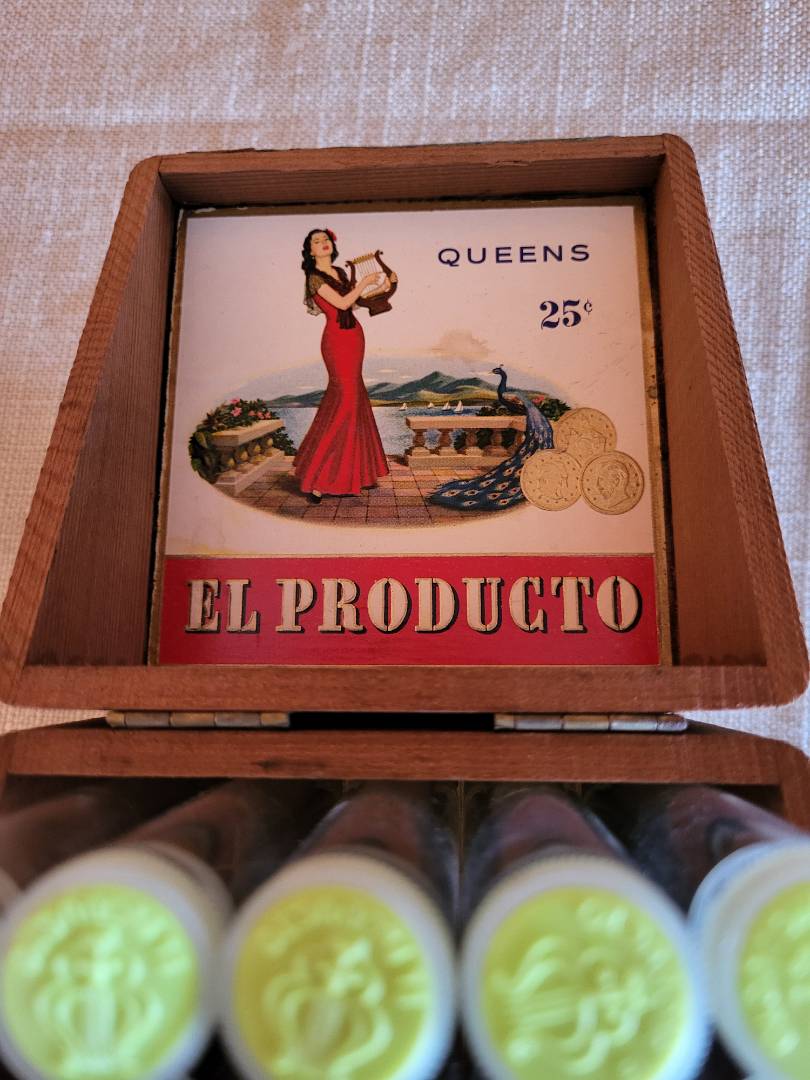 QUEENS
25¢
EL PRODUCTO